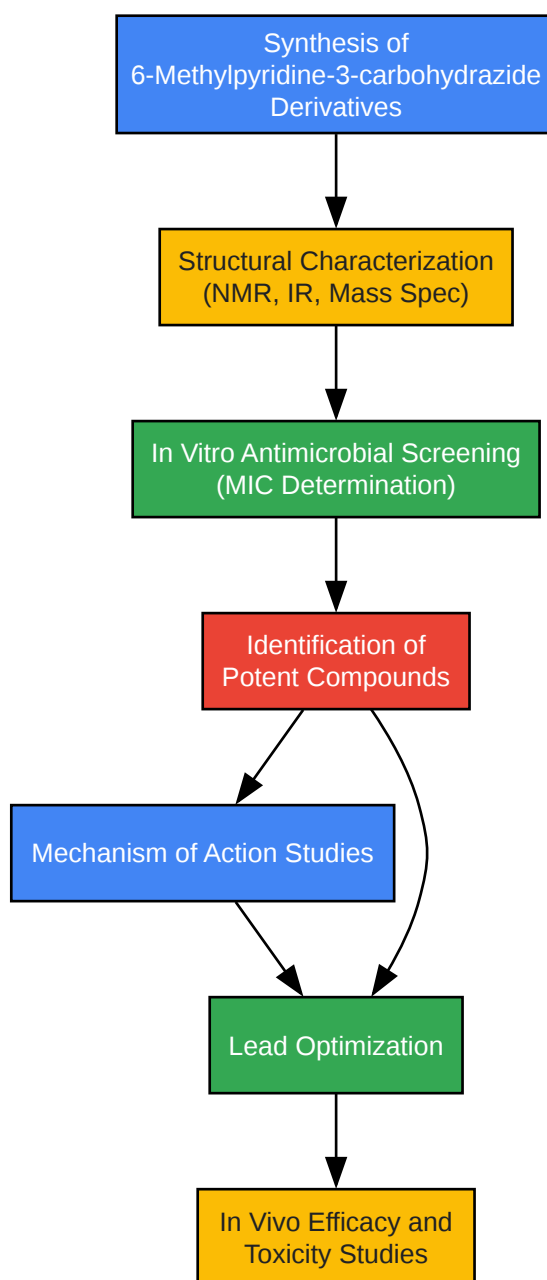 Synthesis of
6-Methylpyridine-3-carbohydrazide
Derivatives
Structural Characterization
(NMR, IR, Mass Spec)
In Vitro Antimicrobial Screening
(MIC Determination)
Identification of
Potent Compounds
Mechanism of Action Studies
Lead Optimization
In Vivo Efficacy and
Toxicity Studies